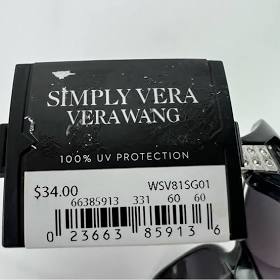 SIMPLY VERA
VERAWANG
100% UV PROTECTION
$34.00 WSV81SG01
66385913 331 60 60
0 23663 85913 6